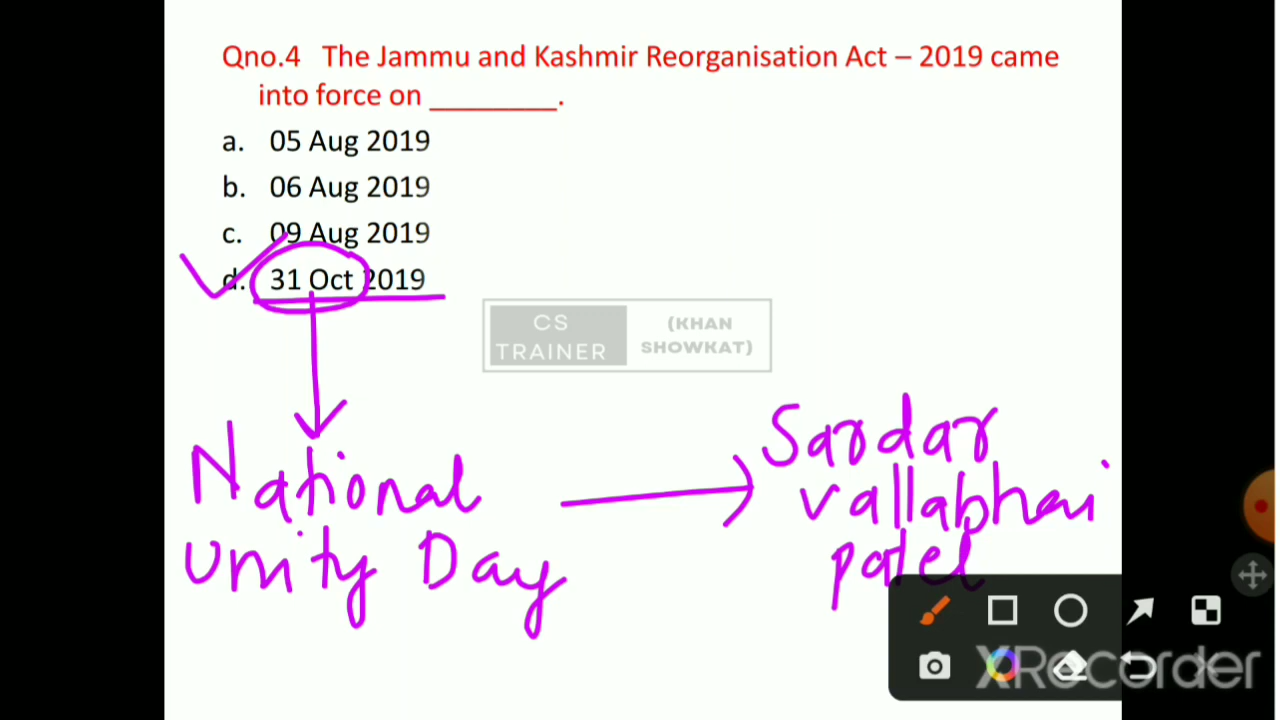 Qno.4 The Jammu and Kashmir Reorganisation Act – 2019 came
into force on ________.
a. 05 Aug 2019
b. 06 Aug 2019
c. 09 Aug 2019
d. 31 Oct 2019
CS TRAINER
(KHAN SHOWKAT)
National
Unity Day
Sardar
vallabhai
patel
XRecorder